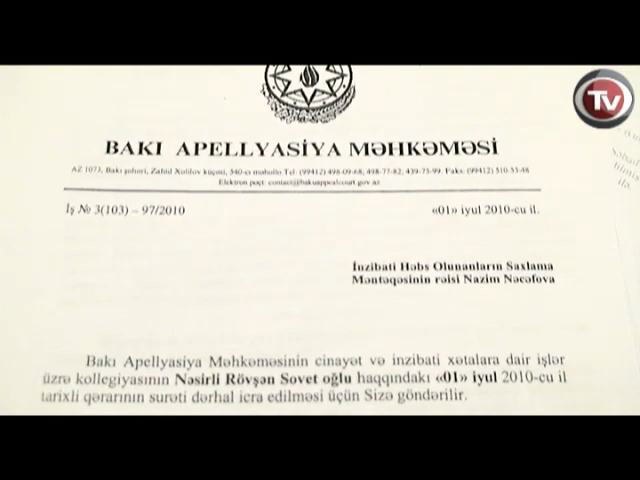 TV
BAKI APELLYASİYA MƏHKƏMƏSİ
AZ 1073, Bakı şəhəri, Zahid Xəlilov küçəsi, 540-cı məhəllə Tel: (99412) 498-09-68; 498-77-82, 439-75-99. Faks: (99412) 510-33-48
Elektron poçt: contact@bakuappealcourt.gov.az
İş № 3(103) – 97/2010 «01» iyul 2010-cu il.
İnzibati Həbs Olunanların Saxlama
Məntəqəsinin rəisi Nazim Nəcəfova
Bakı Apellyasiya Məhkəməsinin cinayət və inzibati xətalara dair işlər
üzrə kollegiyasının Nəsirli Rövşən Sovet oğlu haqqındakı «01» iyul 2010-cu il
tarixli qərarının surəti dərhal icra edilməsi üçün Sizə göndərilir.